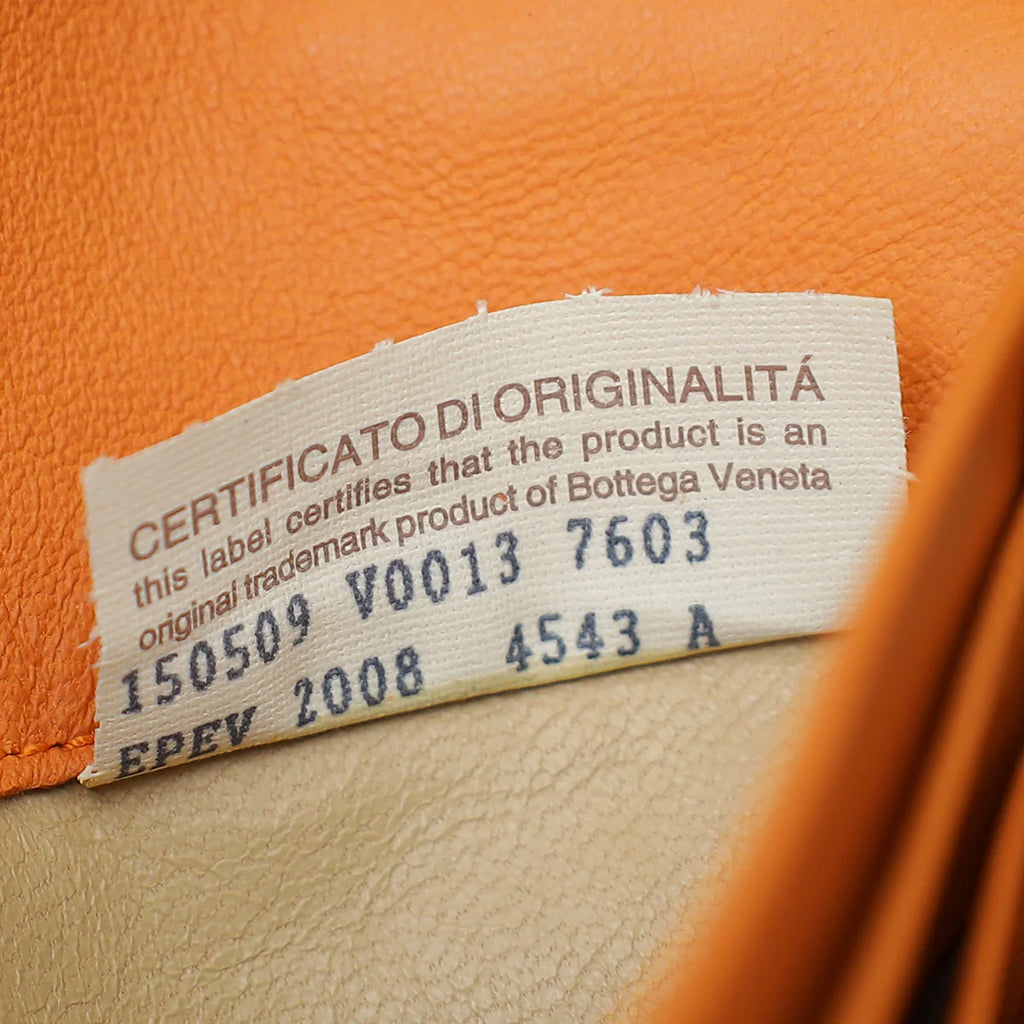 CERTIFICATO DI ORIGINALITÁ
this label certifies that the product is an
original trademark product of Bottega Veneta
150509 V0013 7603
EPEV 2008 4543 A